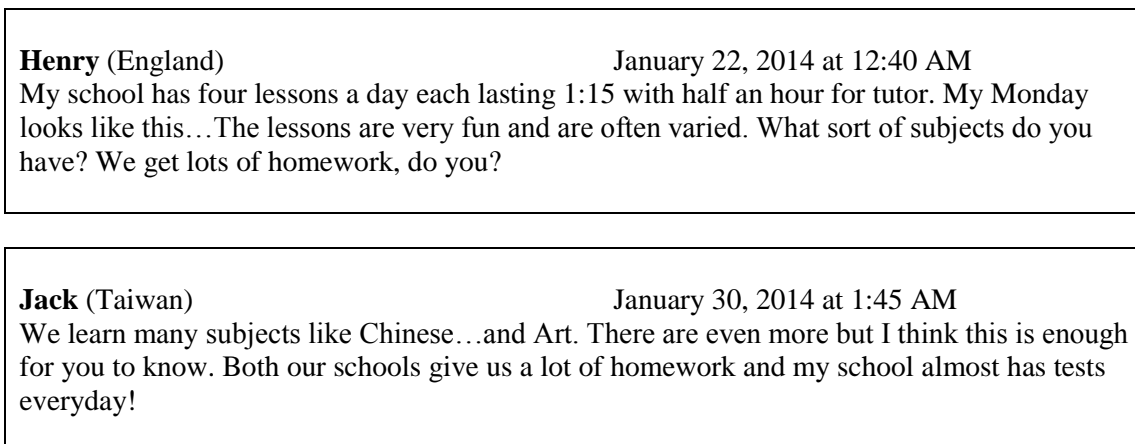 Henry (England) January 22, 2014 at 12:40 AM
My school has four lessons a day each lasting 1:15 with half an hour for tutor. My Monday
looks like this…The lessons are very fun and are often varied. What sort of subjects do you
have? We get lots of homework, do you?
Jack (Taiwan) January 30, 2014 at 1:45 AM
We learn many subjects like Chinese…and Art. There are even more but I think this is enough
for you to know. Both our schools give us a lot of homework and my school almost has tests
everyday!